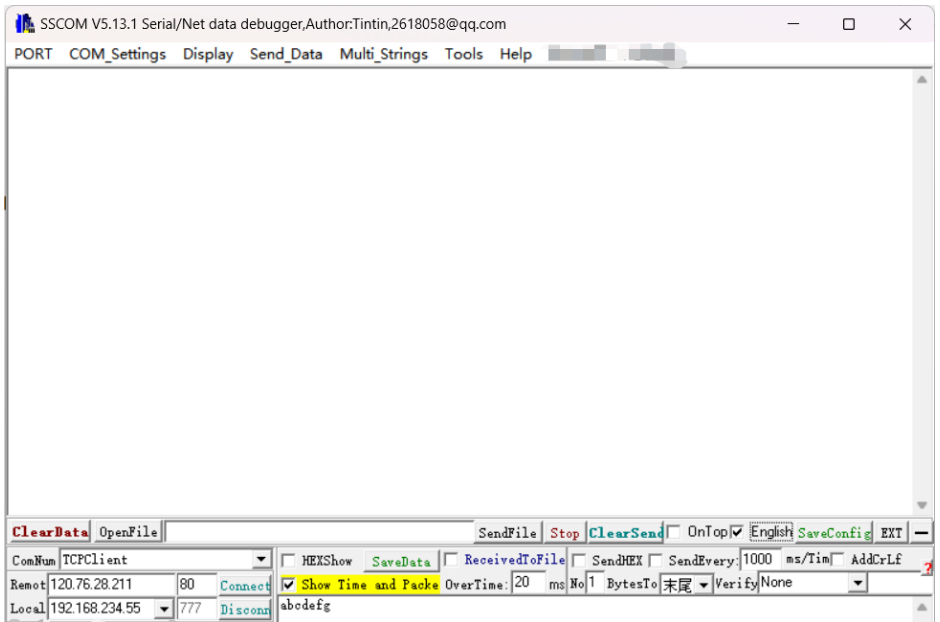 SSCOM V5.13.1 Serial/Net data debugger,Author:Tintin,2618058@qq.com
PORT COM_Settings Display Send_Data Multi_Strings Tools Help
ClearData OpenFile SendFile Stop ClearSend OnTop English SaveConfig EXT
ComNum TCPClient HEXShow SaveData ReceivedToFile SendHEX SendEvery: 1000 ms/Tim AddCrLf
Remot 120.76.28.211 80 Connect Show Time and Packe OverTime: 20 ms No 1 BytesTo 末尾 Verify None ?
Local 192.168.234.55 777 Disconn abcdefg